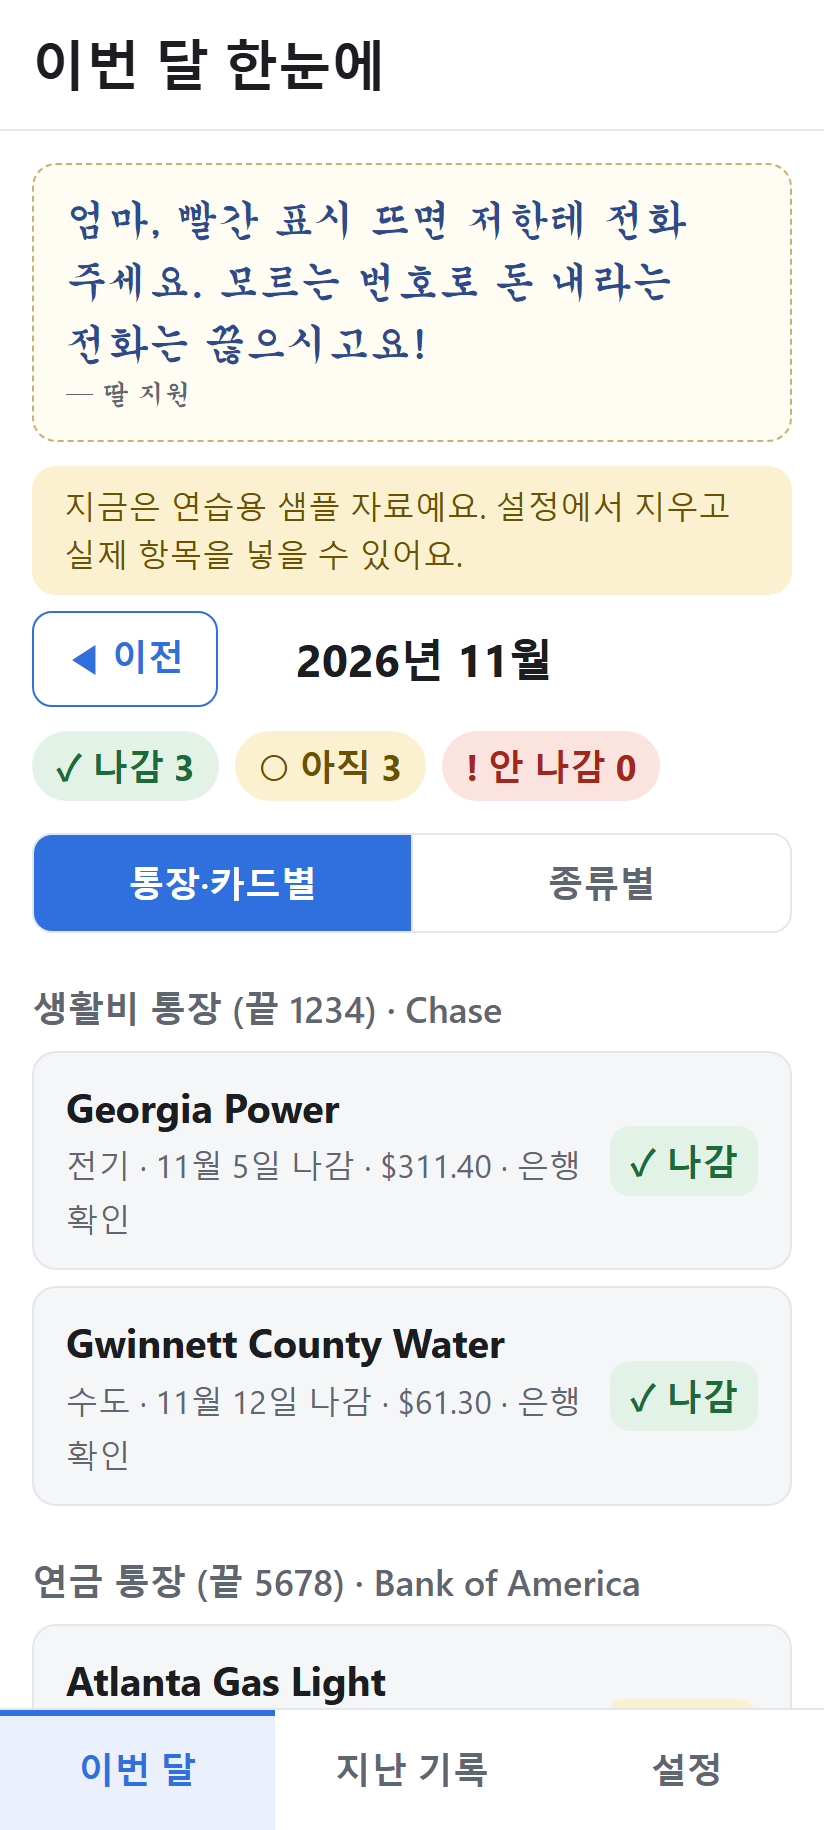 이번 달 한눈에
엄마, 빨간 표시 뜨면 저한테 전화
주세요. 모르는 번호로 돈 내라는
전화는 끊으시고요!
— 딸 지원
지금은 연습용 샘플 자료예요. 설정에서 지우고
실제 항목을 넣을 수 있어요.
◀ 이전
2026년 11월
✓ 나감 3
○ 아직 3
! 안 나감 0
통장·카드별
종류별
생활비 통장 (끝 1234) · Chase
Georgia Power
전기 · 11월 5일 나감 · $311.40 · 은행
확인
✓ 나감
Gwinnett County Water
수도 · 11월 12일 나감 · $61.30 · 은행
확인
✓ 나감
연금 통장 (끝 5678) · Bank of America
Atlanta Gas Light
이번 달
지난 기록
설정